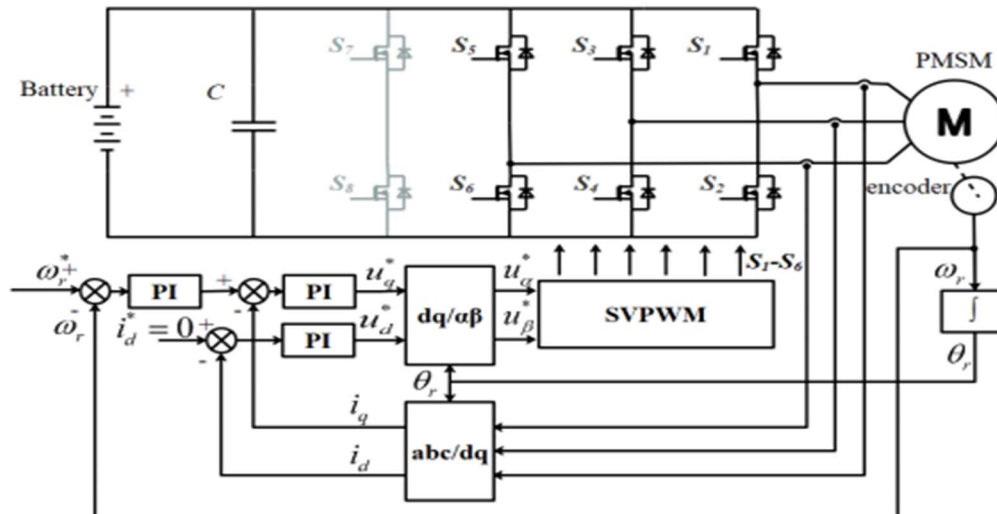 S7
S5
S3
S1
PMSM
Battery +
C
M
S8
S6
S4
S2
encoder
S1-S6
ωr* +
PI
+
PI
uq*
dq/αβ
uα*
SVPWM
ωr
∫
-
ωr
id* = 0 +
-
PI
ud*
uβ*
-
θr
θr
iq
abc/dq
id